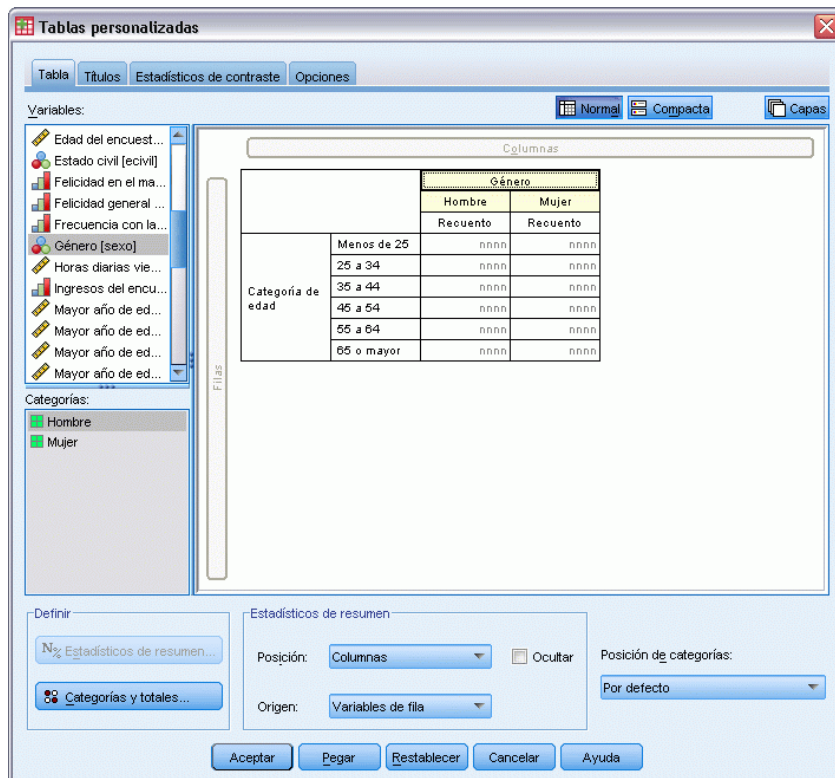 Tablas personalizadas
Tabla
Títulos
Estadísticos de contraste
Opciones
Variables:
Normal
Compacta
Capas
Edad del encuest...
Estado civil [ecivil]
Felicidad en el ma...
Felicidad general ...
Frecuencia con la...
Género [sexo]
Horas diarias vie...
Ingresos del encu...
Mayor año de ed...
Mayor año de ed...
Mayor año de ed...
Mayor año de ed...
Columnas
Filas
Género
Hombre Mujer
Recuento Recuento
Categoría de edad
Menos de 25 nnnn nnnn
25 a 34 nnnn nnnn
35 a 44 nnnn nnnn
45 a 54 nnnn nnnn
55 a 64 nnnn nnnn
65 o mayor nnnn nnnn
Categorías:
Hombre
Mujer
Definir
N% Estadísticos de resumen...
Categorías y totales...
Estadísticos de resumen
Posición: Columnas
Ocultar
Origen: Variables de fila
Posición de categorías:
Por defecto
Aceptar
Pegar
Restablecer
Cancelar
Ayuda